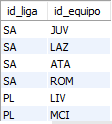 id_liga id_equipo
SA JUV
SA LAZ
SA ATA
SA ROM
PL LIV
PL MCI